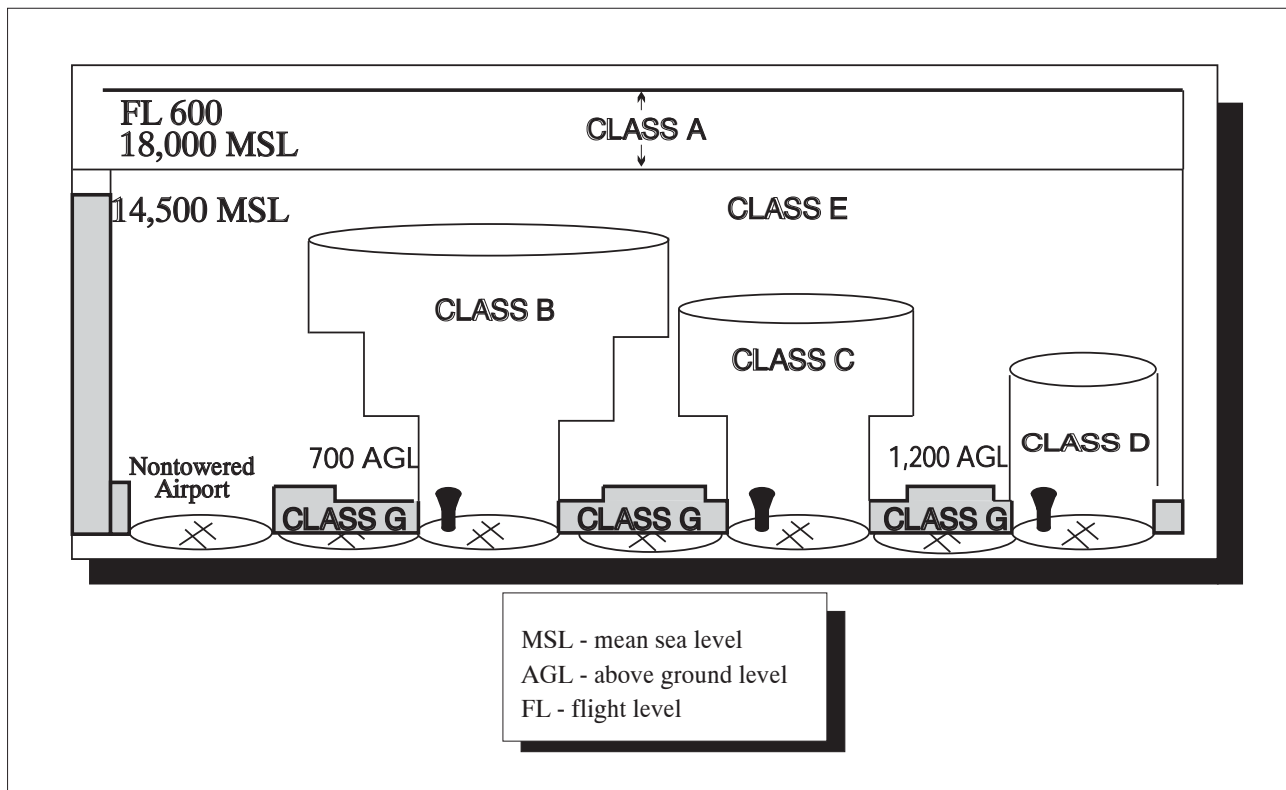 FL 600
18,000 MSL
CLASS A
14,500 MSL
CLASS E
CLASS B
CLASS C
700 AGL
1,200 AGL
CLASS D
Nontowered
Airport
CLASS G
CLASS G
CLASS G
MSL - mean sea level
AGL - above ground level
FL - flight level